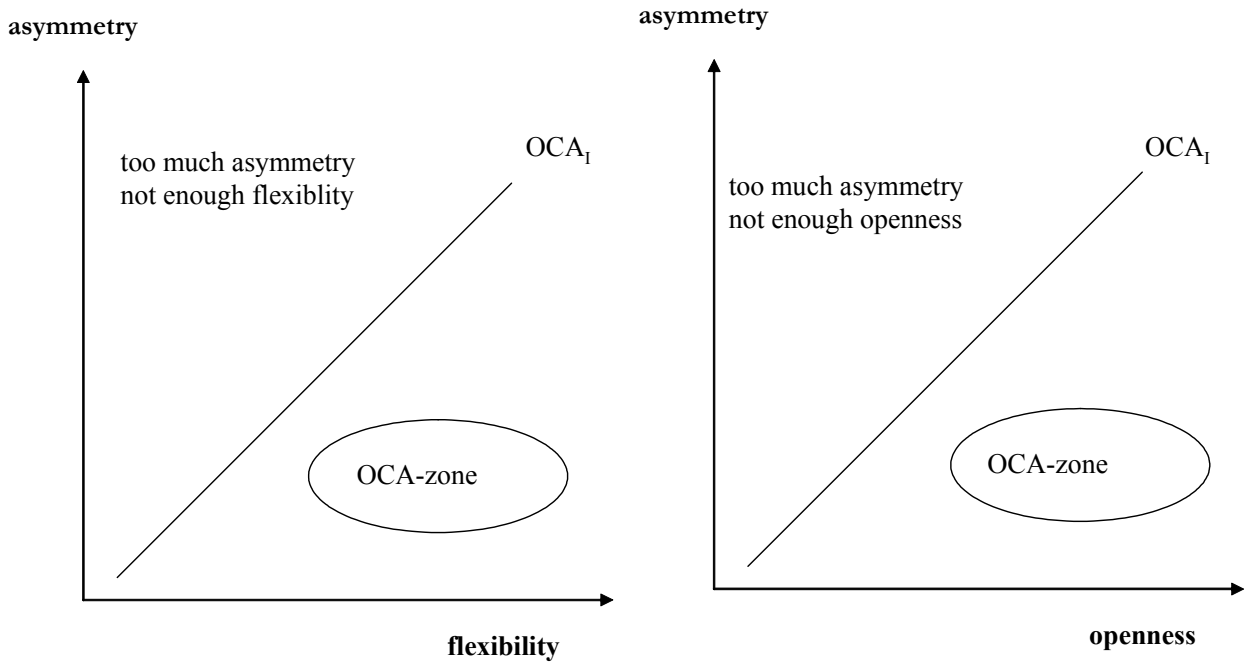 asymmetry
OCA_I
too much asymmetry
not enough flexiblity
OCA-zone
flexibility
asymmetry
OCA_I
too much asymmetry
not enough openness
OCA-zone
openness